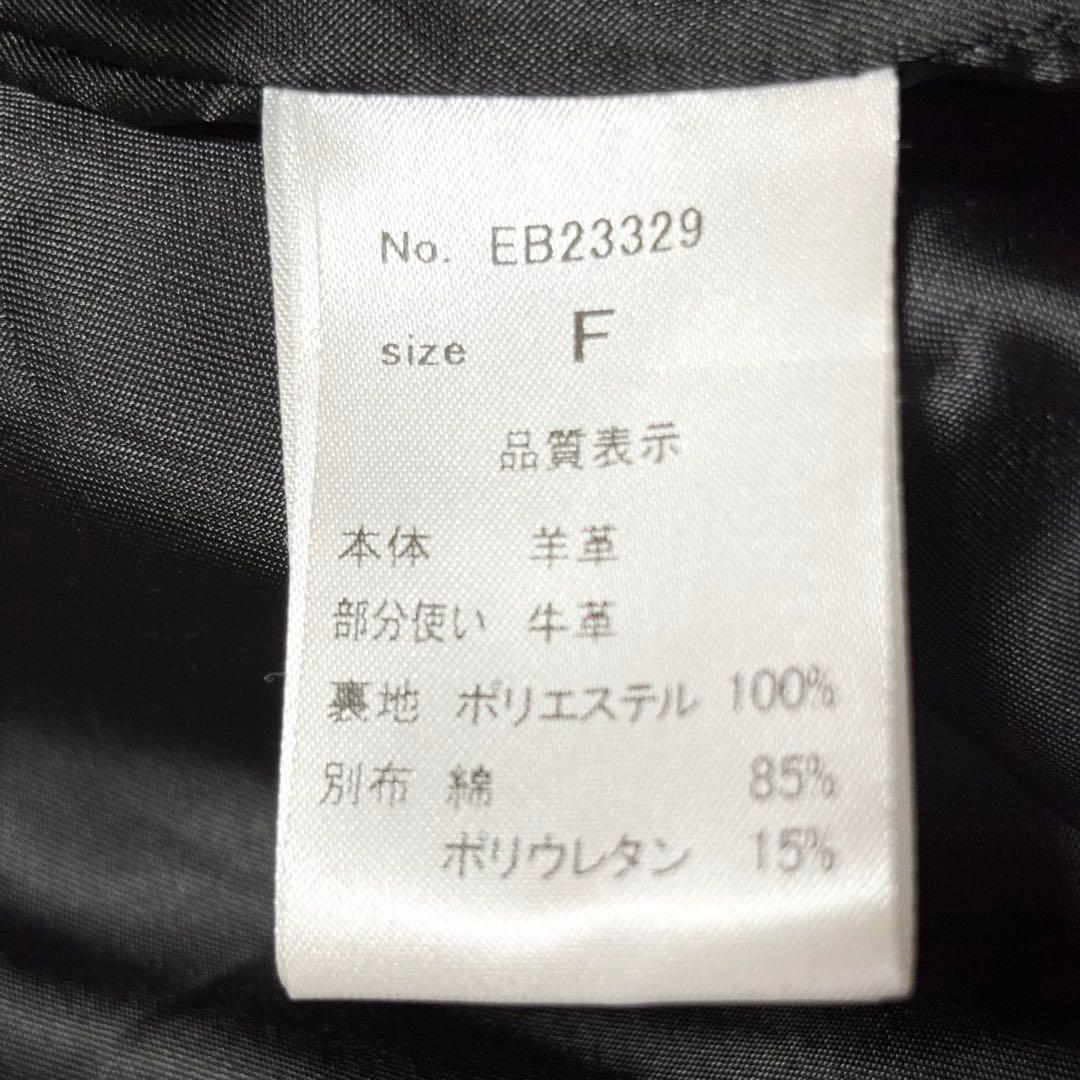 No. EB23329
size F
品質表示
本体 羊革
部分使い 牛革
裏地 ポリエステル 100%
別布 綿 85%
ポリウレタン 15%